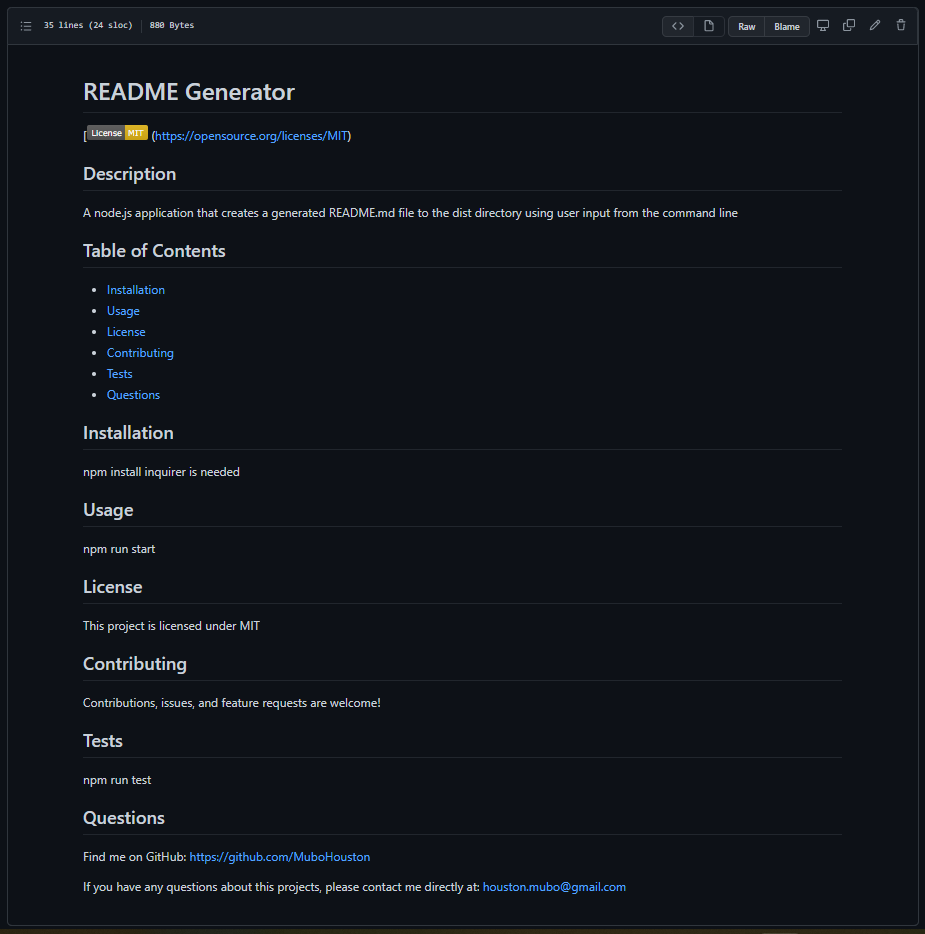 35 lines (24 sloc) 880 Bytes
<> Raw Blame
README Generator
[License MIT (https://opensource.org/licenses/MIT)
Description
A node.js application that creates a generated README.md file to the dist directory using user input from the command line
Table of Contents
• Installation
• Usage
• License
• Contributing
• Tests
• Questions
Installation
npm install inquirer is needed
Usage
npm run start
License
This project is licensed under MIT
Contributing
Contributions, issues, and feature requests are welcome!
Tests
npm run test
Questions
Find me on GitHub: https://github.com/MuboHouston
If you have any questions about this projects, please contact me directly at: houston.mubo@gmail.com